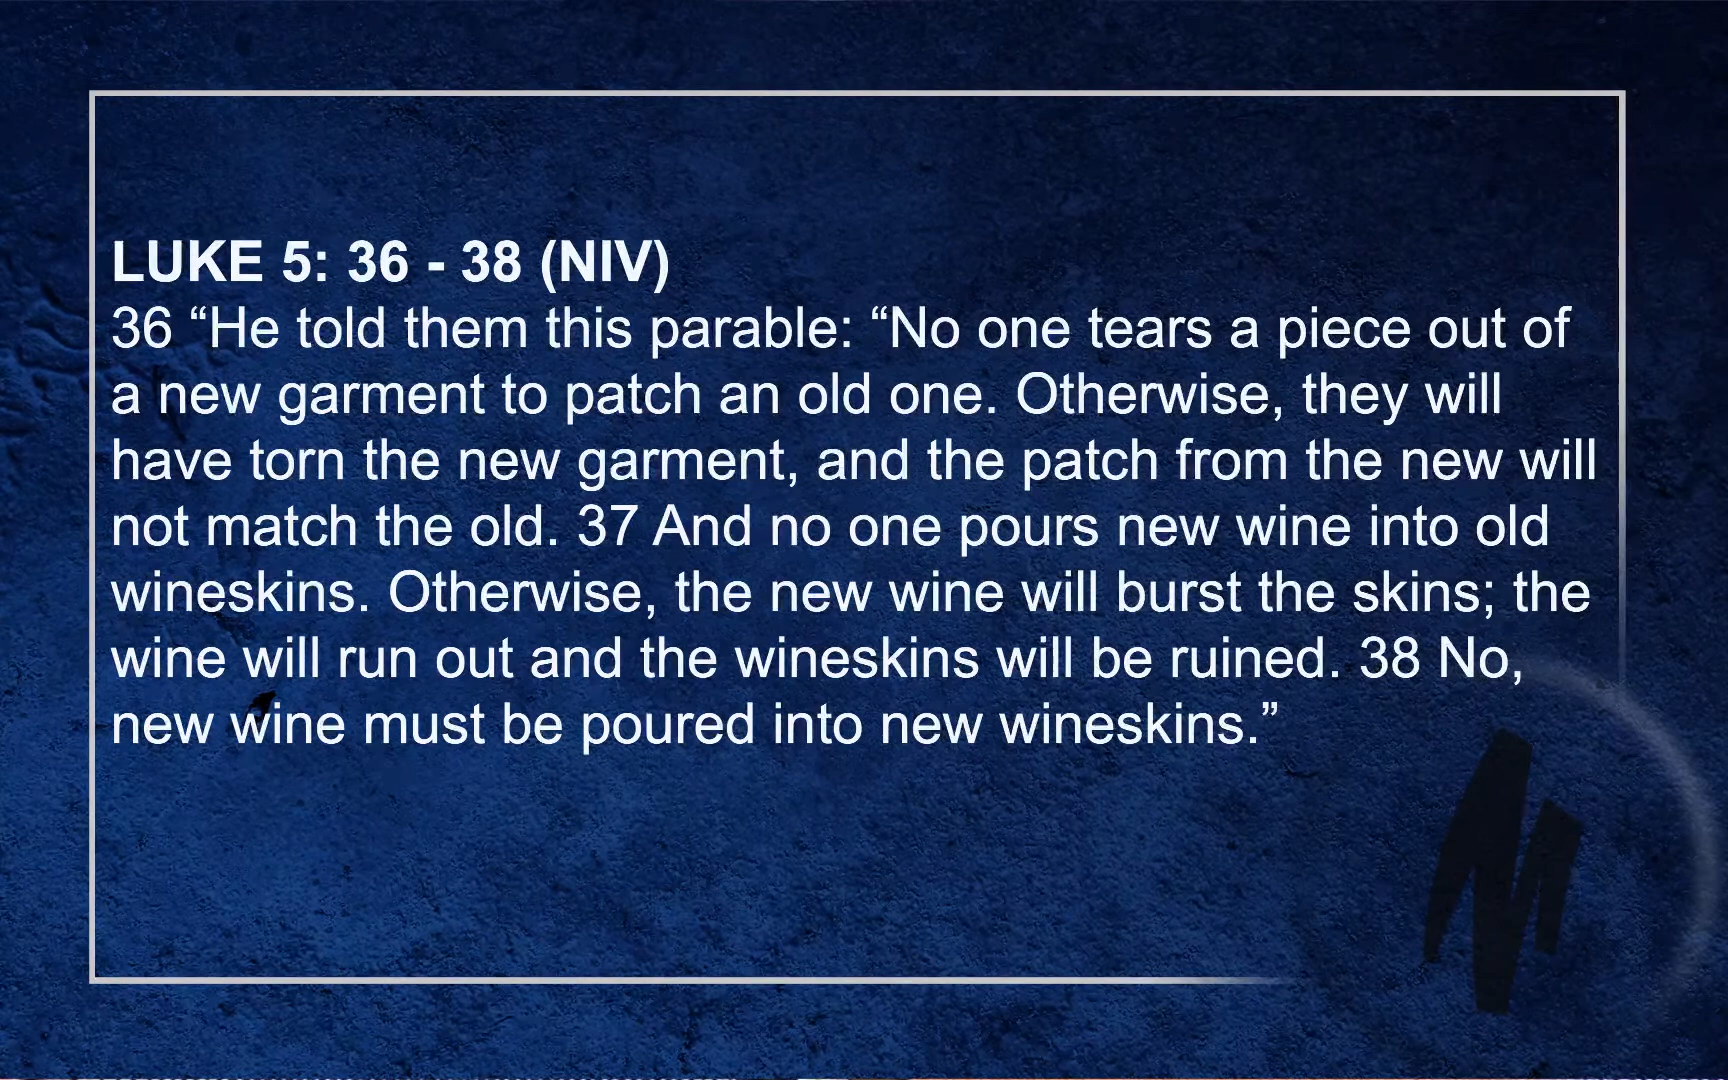 LUKE 5: 36 - 38 (NIV)
36 “He told them this parable: “No one tears a piece out of
a new garment to patch an old one. Otherwise, they will
have torn the new garment, and the patch from the new will
not match the old. 37 And no one pours new wine into old
wineskins. Otherwise, the new wine will burst the skins; the
wine will run out and the wineskins will be ruined. 38 No,
new wine must be poured into new wineskins.”